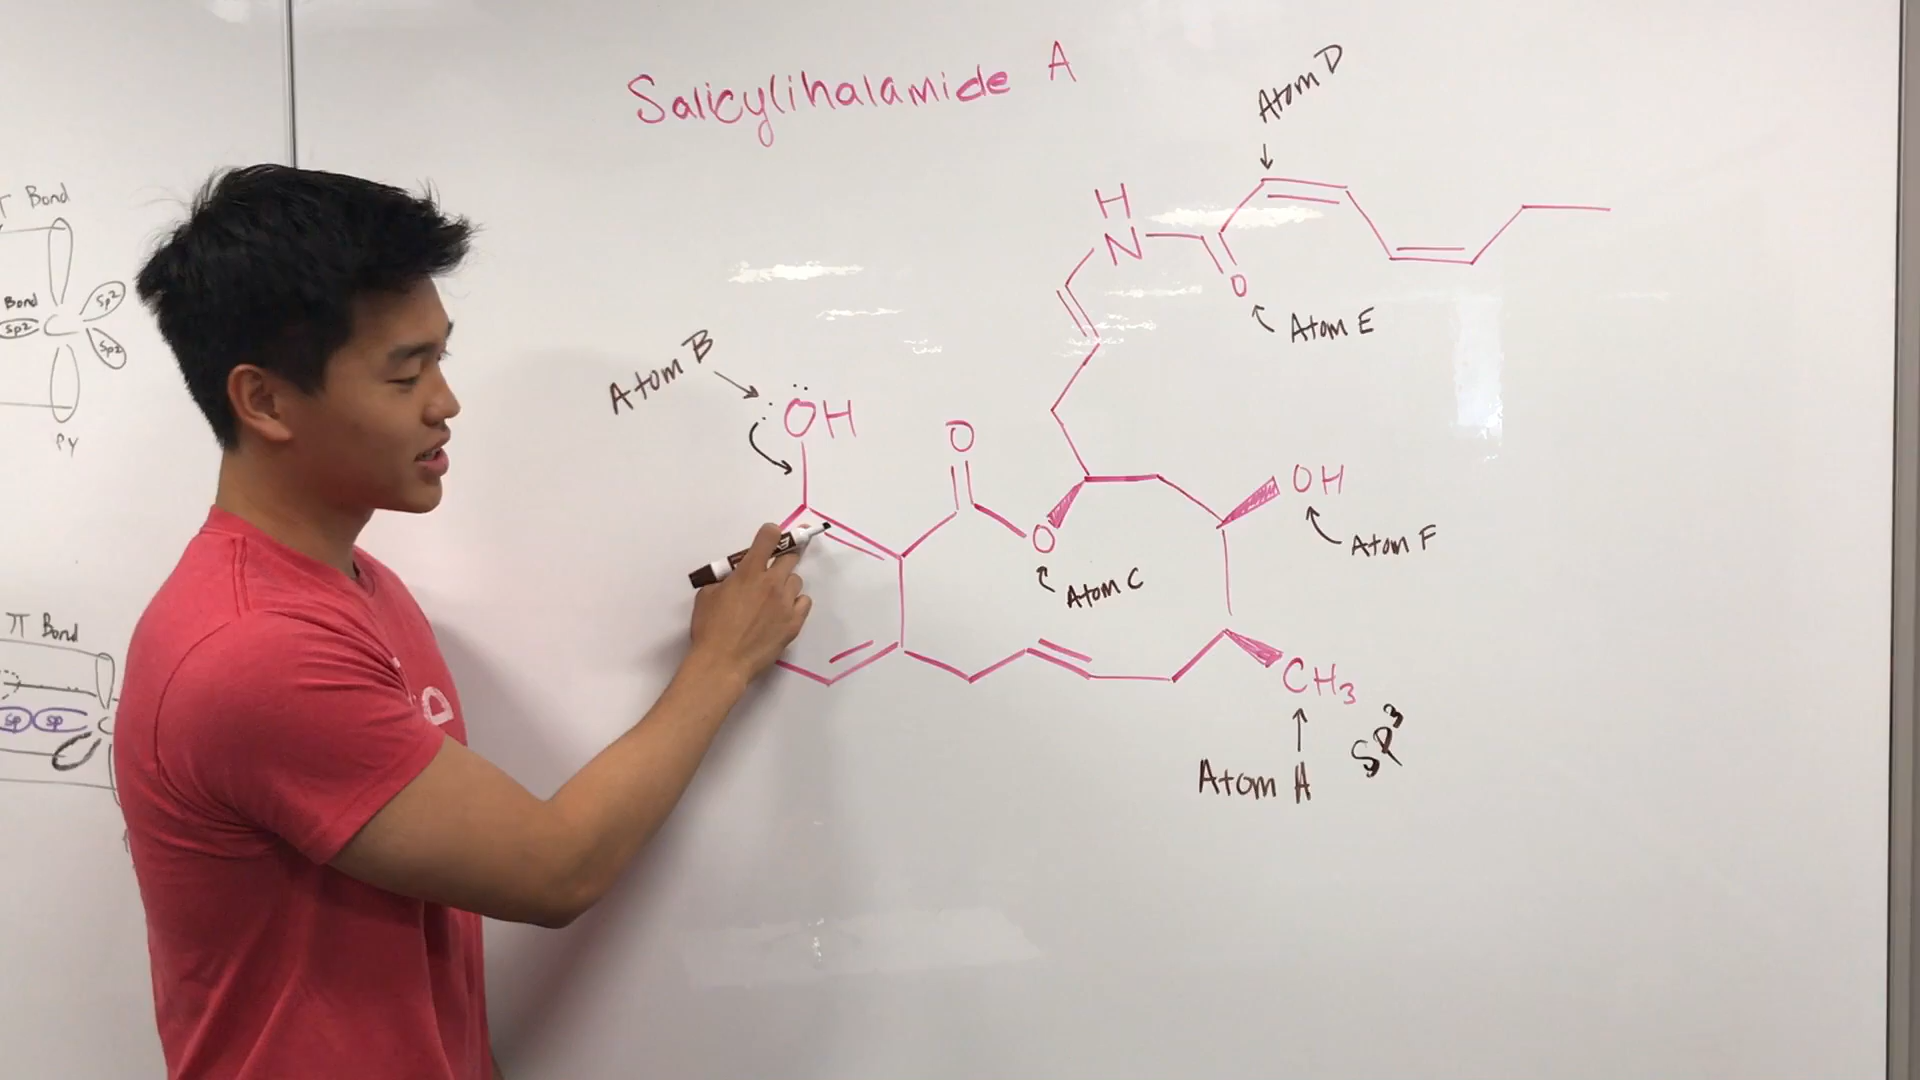 Salicylihalamide A
Atom D
π Bond
H
N
O
Atom E
Bond
sp2
C
sp2
sp2
Py
Atom B
OH
O
O
Atom C
OH
Atom F
π Bond
sp
sp
C
CH3
Atom A
SP3